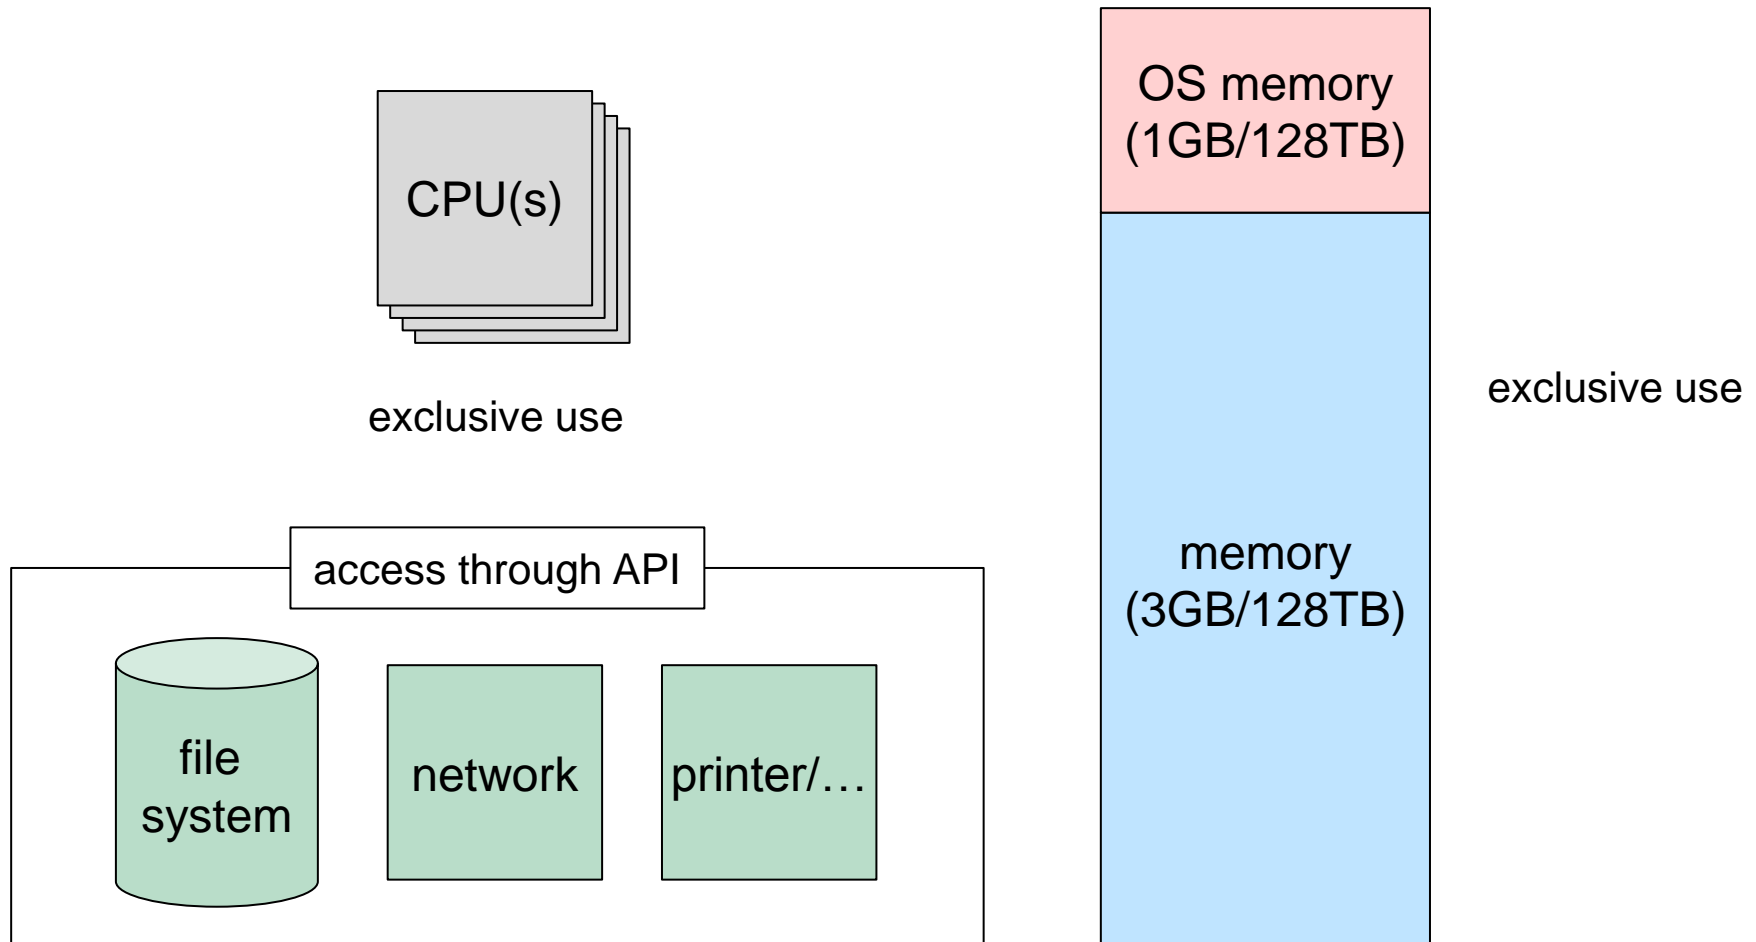 OS memory
(1GB/128TB)
CPU(s)
exclusive use
exclusive use
access through API
memory
(3GB/128TB)
file
system
network
printer/…